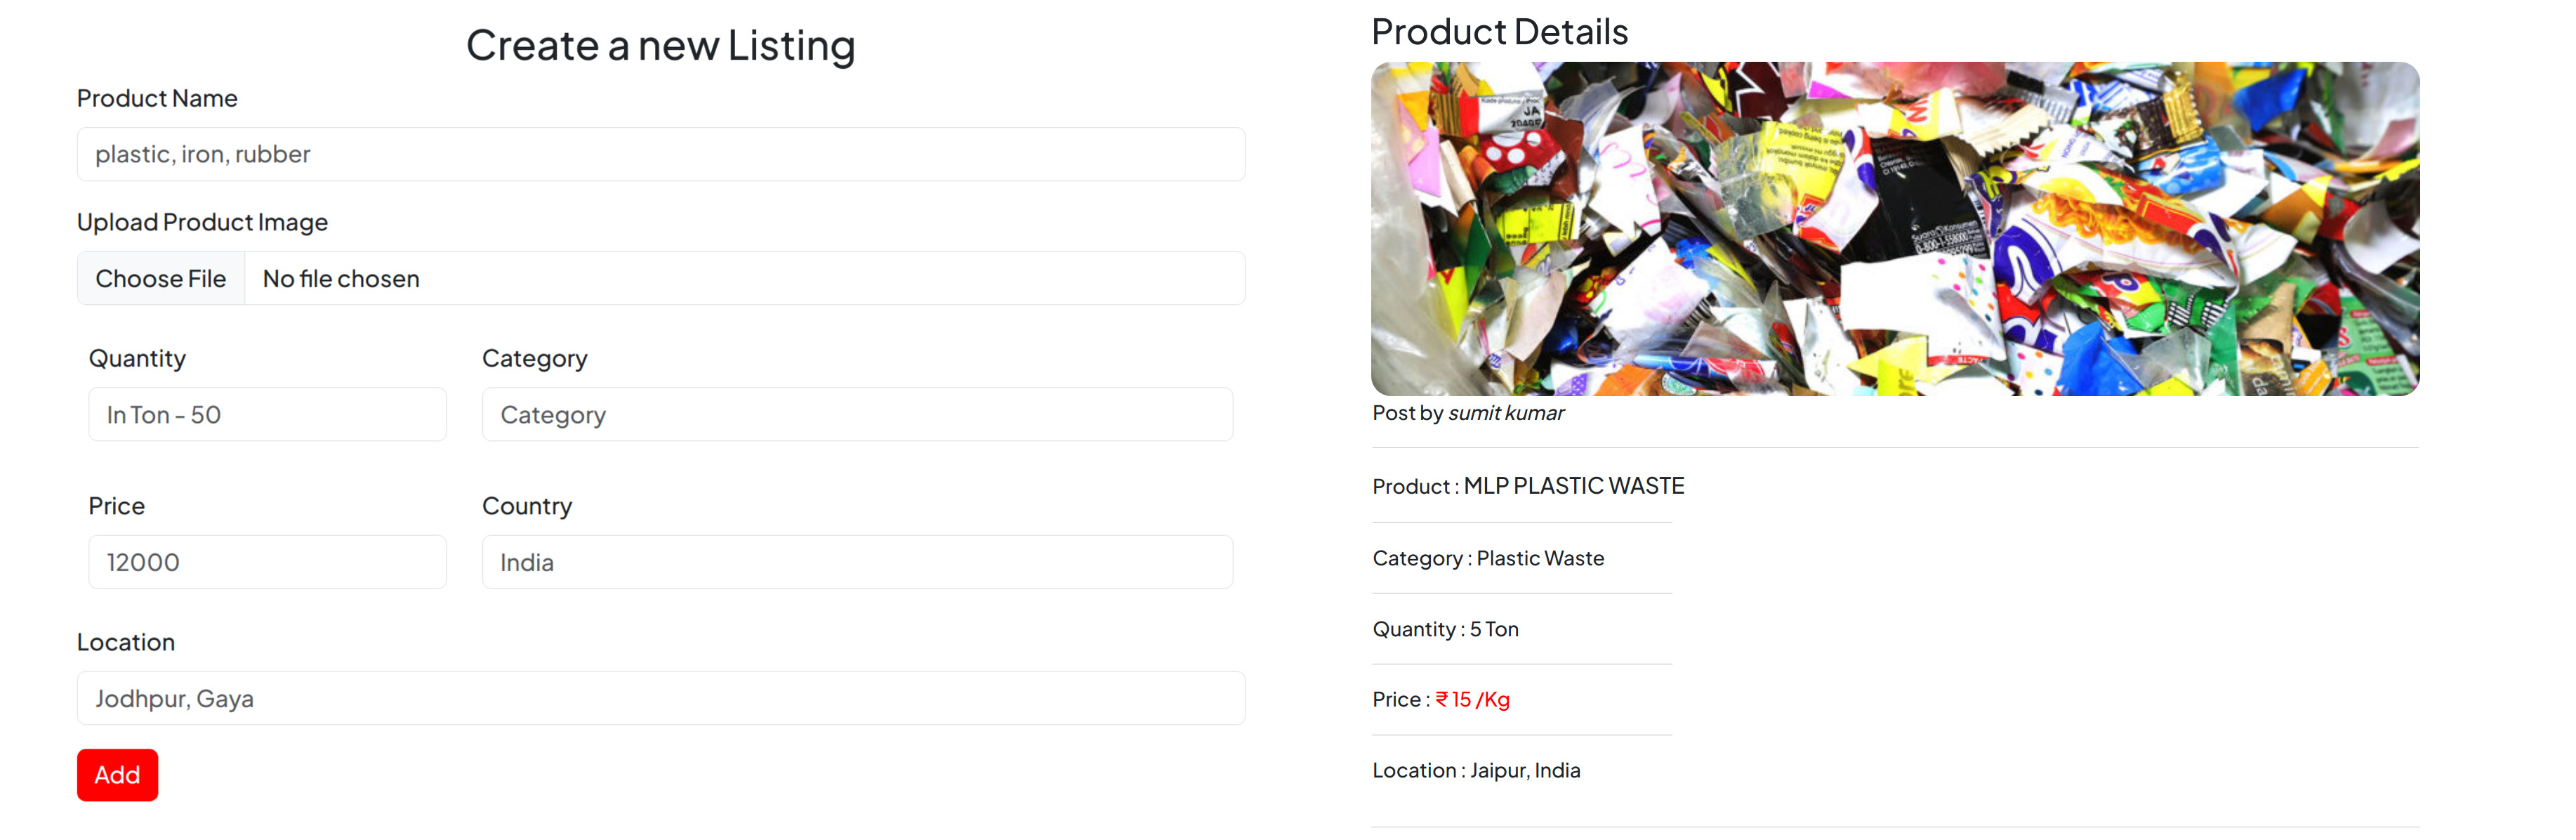 Create a new Listing
Product Name
plastic, iron, rubber
Upload Product Image
Choose File No file chosen
Quantity Category
In Ton - 50 Category
Price Country
12000 India
Location
Jodhpur, Gaya
Add
Product Details
JA
Post by sumit kumar
Product : MLP PLASTIC WASTE
Category : Plastic Waste
Quantity : 5 Ton
Price : ₹ 15 /Kg
Location : Jaipur, India